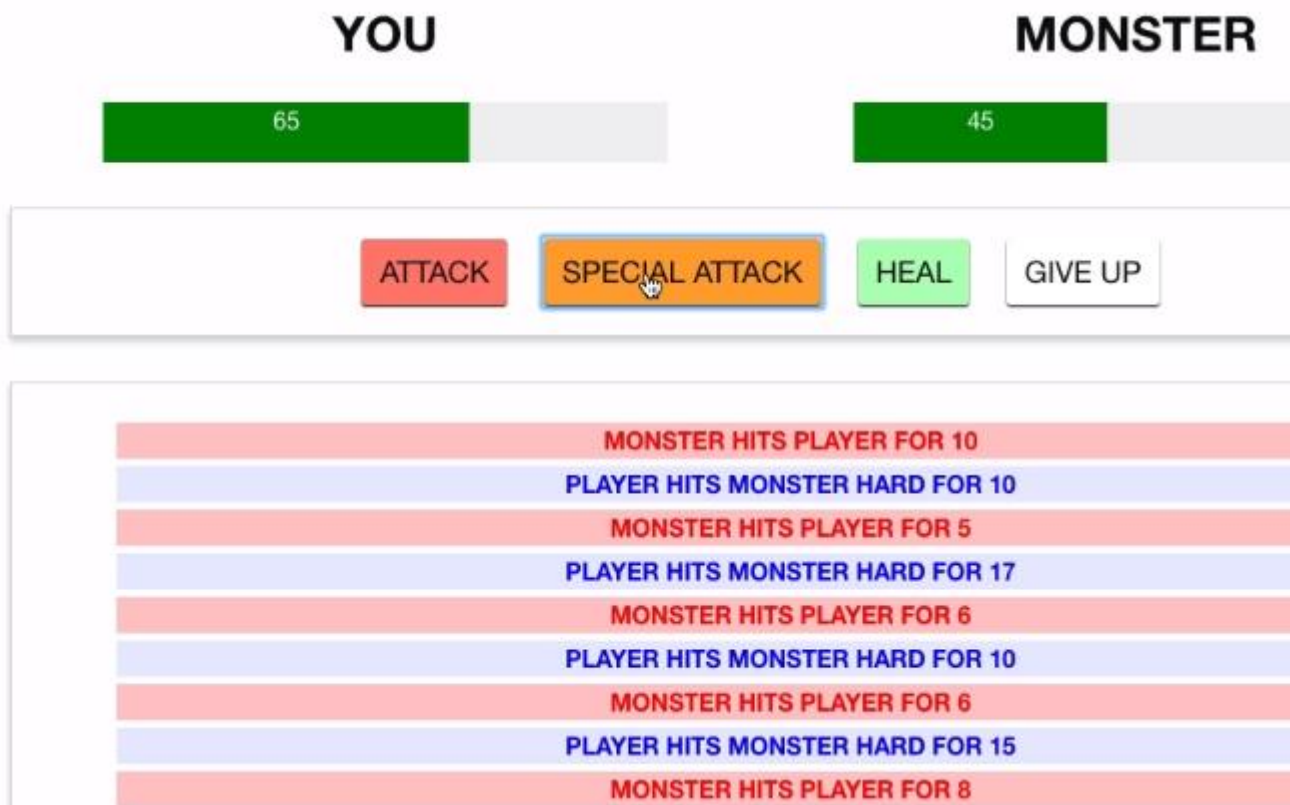 YOU MONSTER
65 45
ATTACK SPECIAL ATTACK HEAL GIVE UP
MONSTER HITS PLAYER FOR 10
PLAYER HITS MONSTER HARD FOR 10
MONSTER HITS PLAYER FOR 5
PLAYER HITS MONSTER HARD FOR 17
MONSTER HITS PLAYER FOR 6
PLAYER HITS MONSTER HARD FOR 10
MONSTER HITS PLAYER FOR 6
PLAYER HITS MONSTER HARD FOR 15
MONSTER HITS PLAYER FOR 8